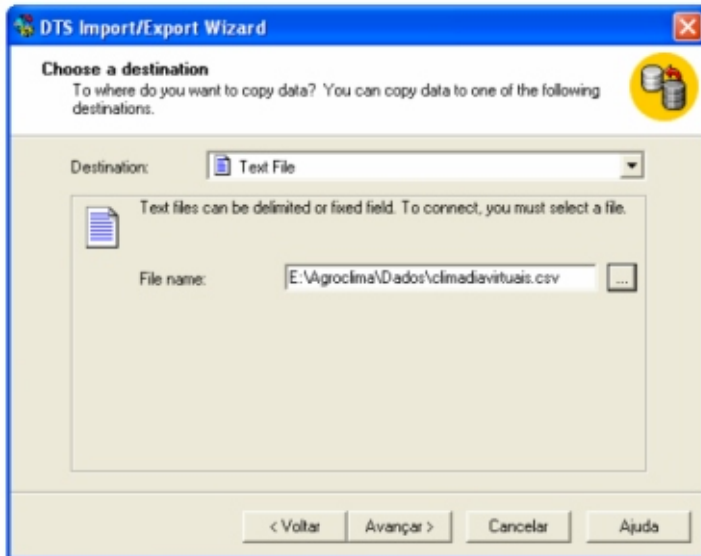 DTS Import/Export Wizard
Choose a destination
To where do you want to copy data? You can copy data to one of the following
destinations.
Destination: Text File
Text files can be delimited or fixed field. To connect, you must select a file.
File name: E:\Agroclima\Dados\climadiavirtuais.csv ...
< Voltar Avançar > Cancelar Ajuda